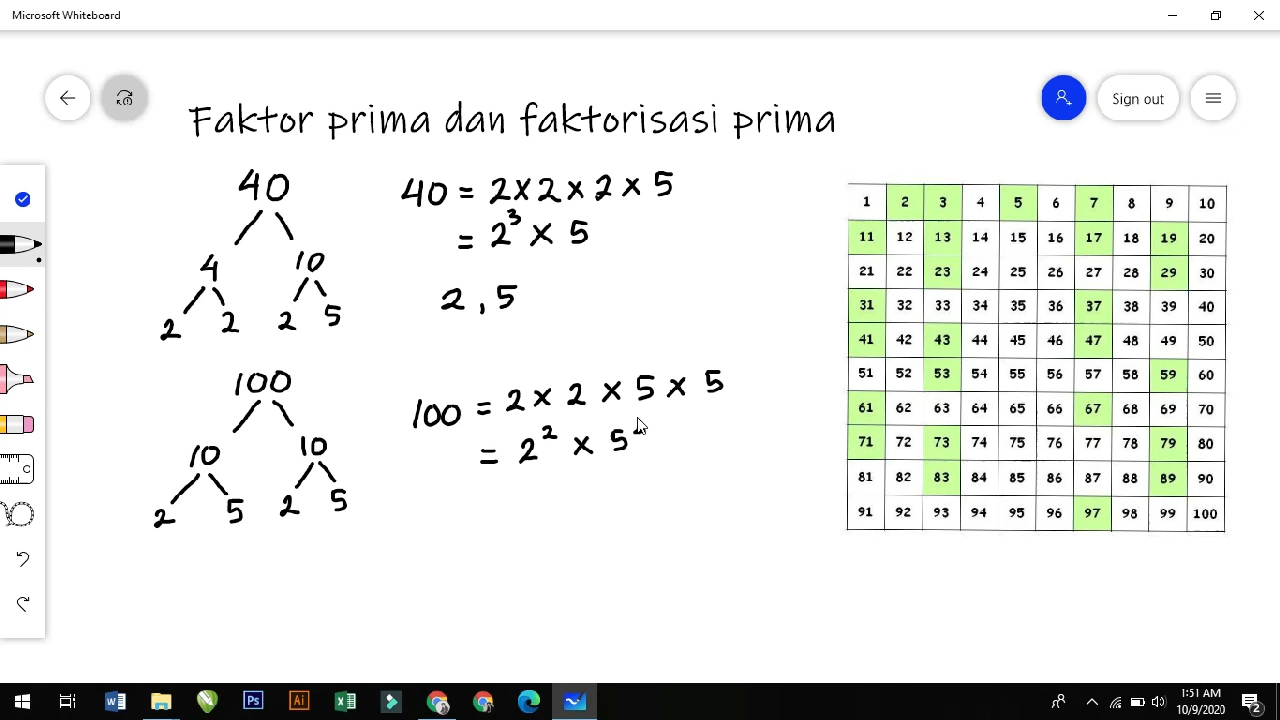 Microsoft Whiteboard
Sign out
Faktor prima dan faktorisasi prima
40
4 10
2 2 2 5
40 = 2 × 2 × 2 × 5
= 2³ × 5
2 , 5
100
10 10
2 5 2 5
100 = 2 × 2 × 5 × 5
= 2² × 5
1 2 3 4 5 6 7 8 9 10
11 12 13 14 15 16 17 18 19 20
21 22 23 24 25 26 27 28 29 30
31 32 33 34 35 36 37 38 39 40
41 42 43 44 45 46 47 48 49 50
51 52 53 54 55 56 57 58 59 60
61 62 63 64 65 66 67 68 69 70
71 72 73 74 75 76 77 78 79 80
81 82 83 84 85 86 87 88 89 90
91 92 93 94 95 96 97 98 99 100
1:51 AM
10/9/2020
2